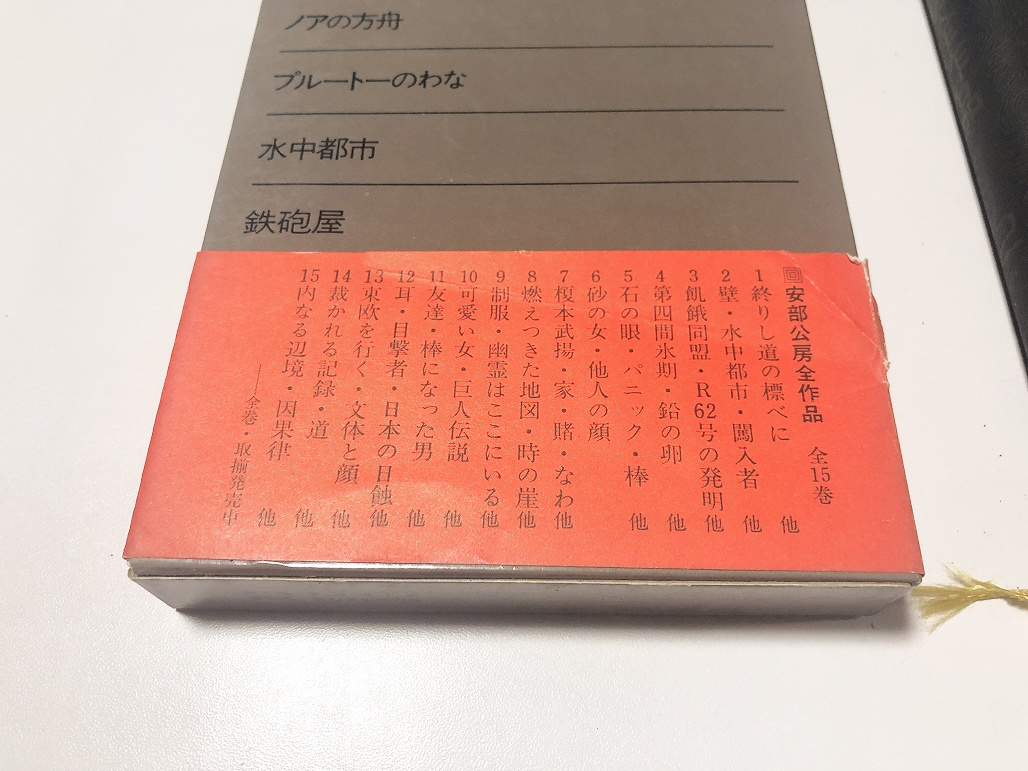 ノアの方舟
プルートーのわな
水中都市
鉄砲屋
回 安部公房全作品 全15巻
1 終りし道の標べに 他
2 壁・水中都市・闖入者 他
3 飢餓同盟・R62号の発明 他
4 第四間氷期・鉛の卵 他
5 石の眼・パニック・棒 他
6 砂の女・他人の顔
7 榎本武揚・家・賭・なわ 他
8 燃えつきた地図・時の崖 他
9 制服・幽霊はここにいる 他
10 可愛い女・巨人伝説 他
11 友達・棒になった男 他
12 耳・目撃者・日本の日蝕 他
13 東欧を行く・文体と顔 他
14 裁かれる記録・道 他
15 内なる辺境・因果律 他
――全巻・取揃発売中